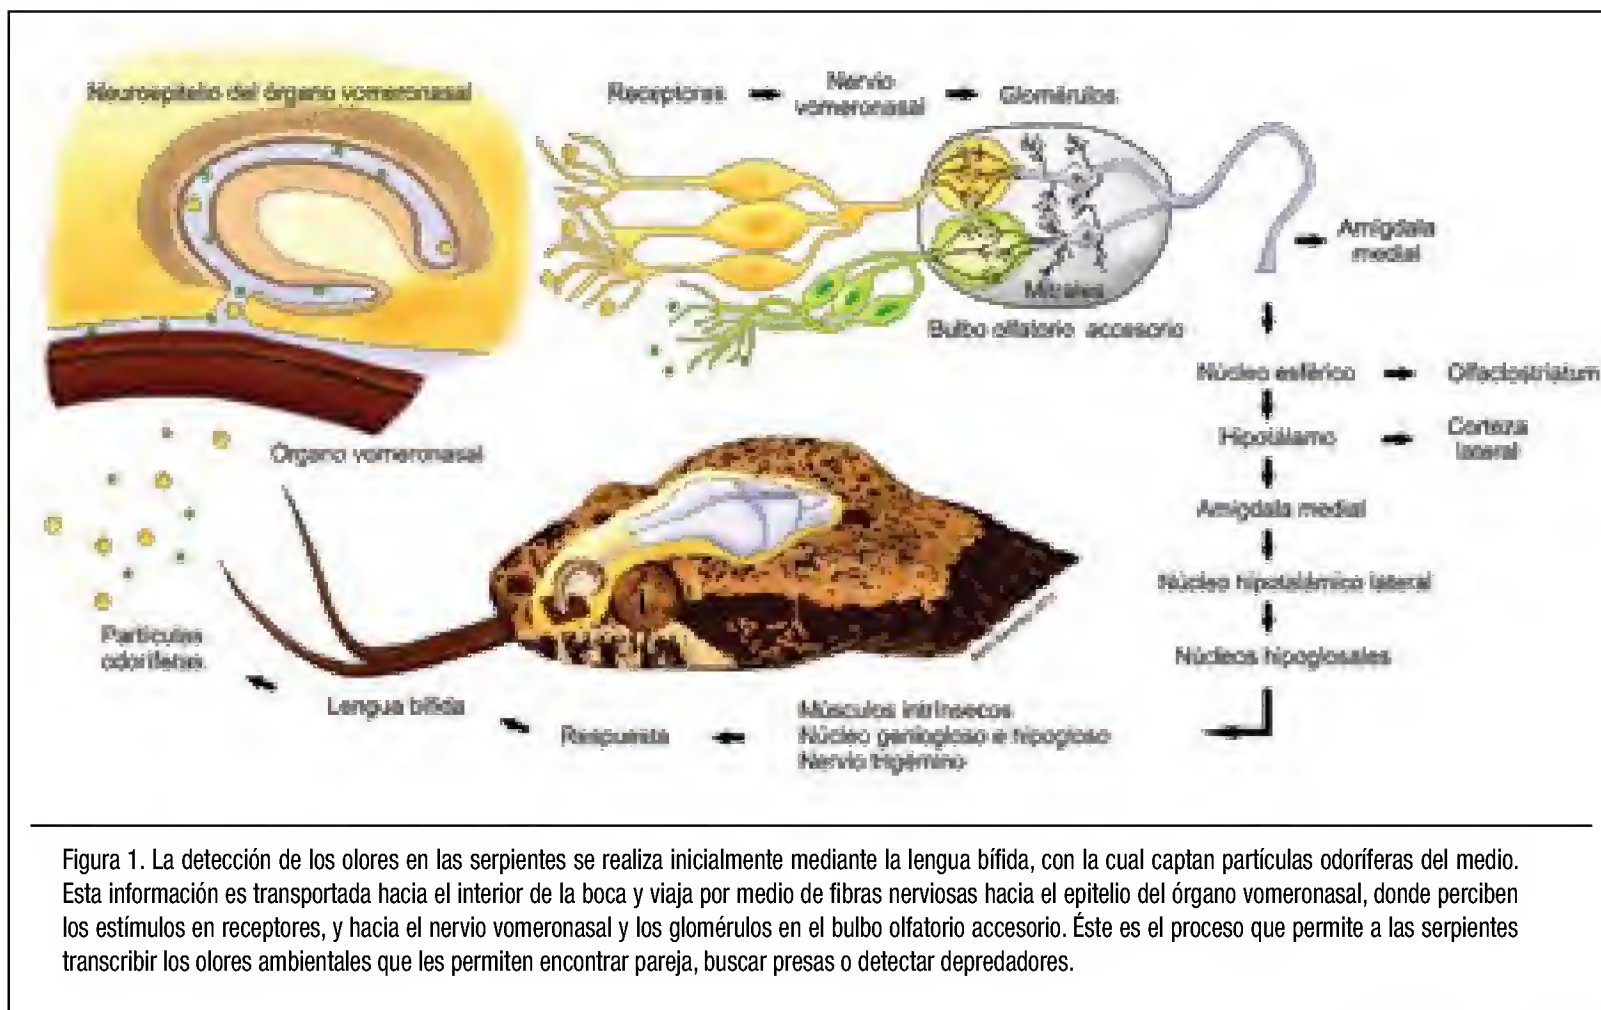 Neuroepitelio del órgano vomeronasal
Receptores
Nervio
vomeronasal
Glomérulos
Mitrales
Bulbo olfatorio accesorio
Amígdala
medial
Núcleo esférico
Olfactostriatum
Hipotálamo
Corteza
lateral
Amígdala medial
Núcleo hipotalámico lateral
Núcleos hipoglosales
Órgano vomeronasal
Partículas
odoríferas
Lengua bífida
Respuesta
Músculos intrínsecos
Núcleo geniogloso e hipogloso
Nervio trigémino
Figura 1. La detección de los olores en las serpientes se realiza inicialmente mediante la lengua bífida, con la cual captan partículas odoríferas del medio.
Esta información es transportada hacia el interior de la boca y viaja por medio de fibras nerviosas hacia el epitelio del órgano vomeronasal, donde perciben
los estímulos en receptores, y hacia el nervio vomeronasal y los glomérulos en el bulbo olfatorio accesorio. Éste es el proceso que permite a las serpientes
transcribir los olores ambientales que les permiten encontrar pareja, buscar presas o detectar depredadores.